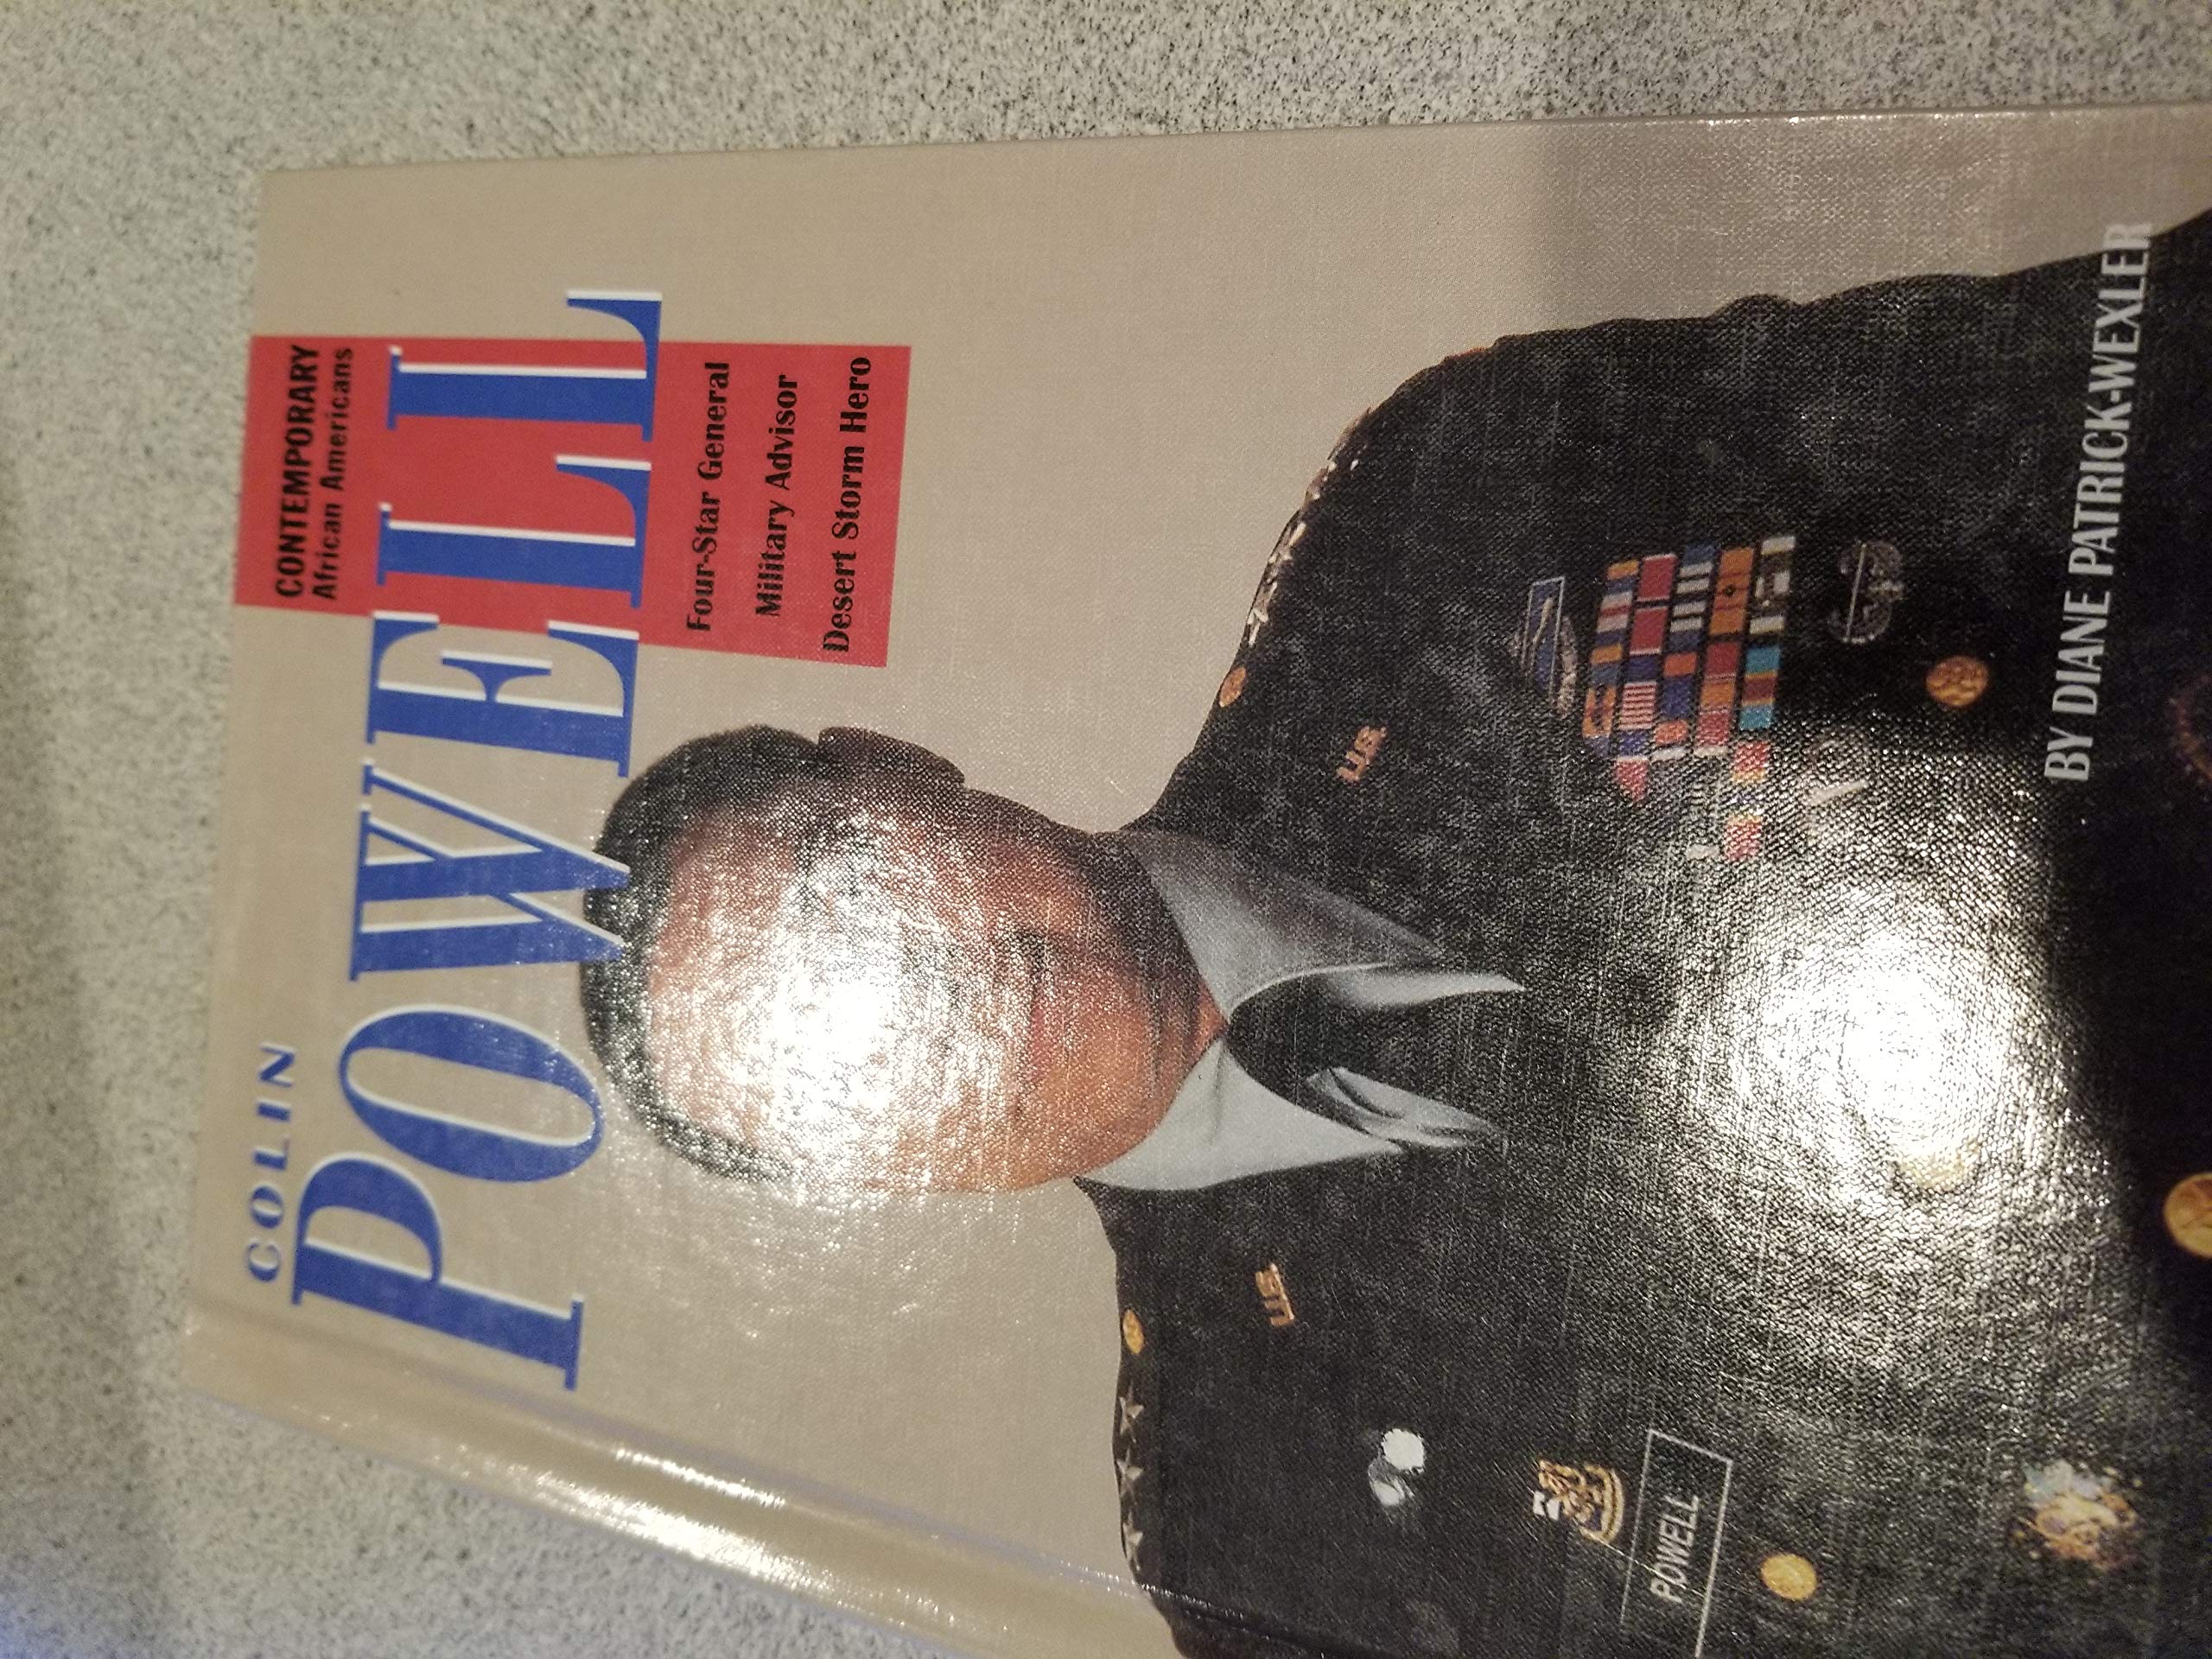 CONTEMPORARY
African Americans
COLIN
POWELL
Four-Star General
Military Advisor
Desert Storm Hero
U.S.
U.S.
POWELL
BY DIANE PATRICK-WEXLER